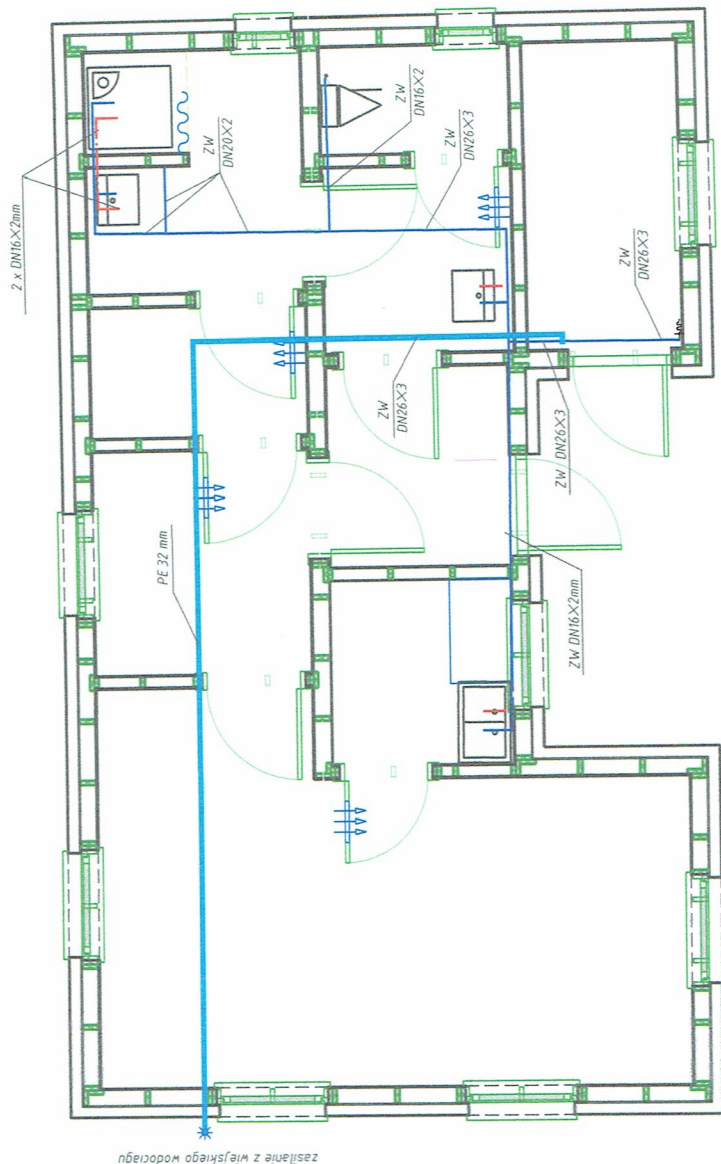 2 x DN16X2mm
ZW
DN20X2
ZW
DN16X2
ZW
DN26X3
ZW
DN26X3
ZW
DN26X3
ZW DN26X3
PE 32 mm
ZW DN16X2mm
zasilanie z wiejskiego wodociagu